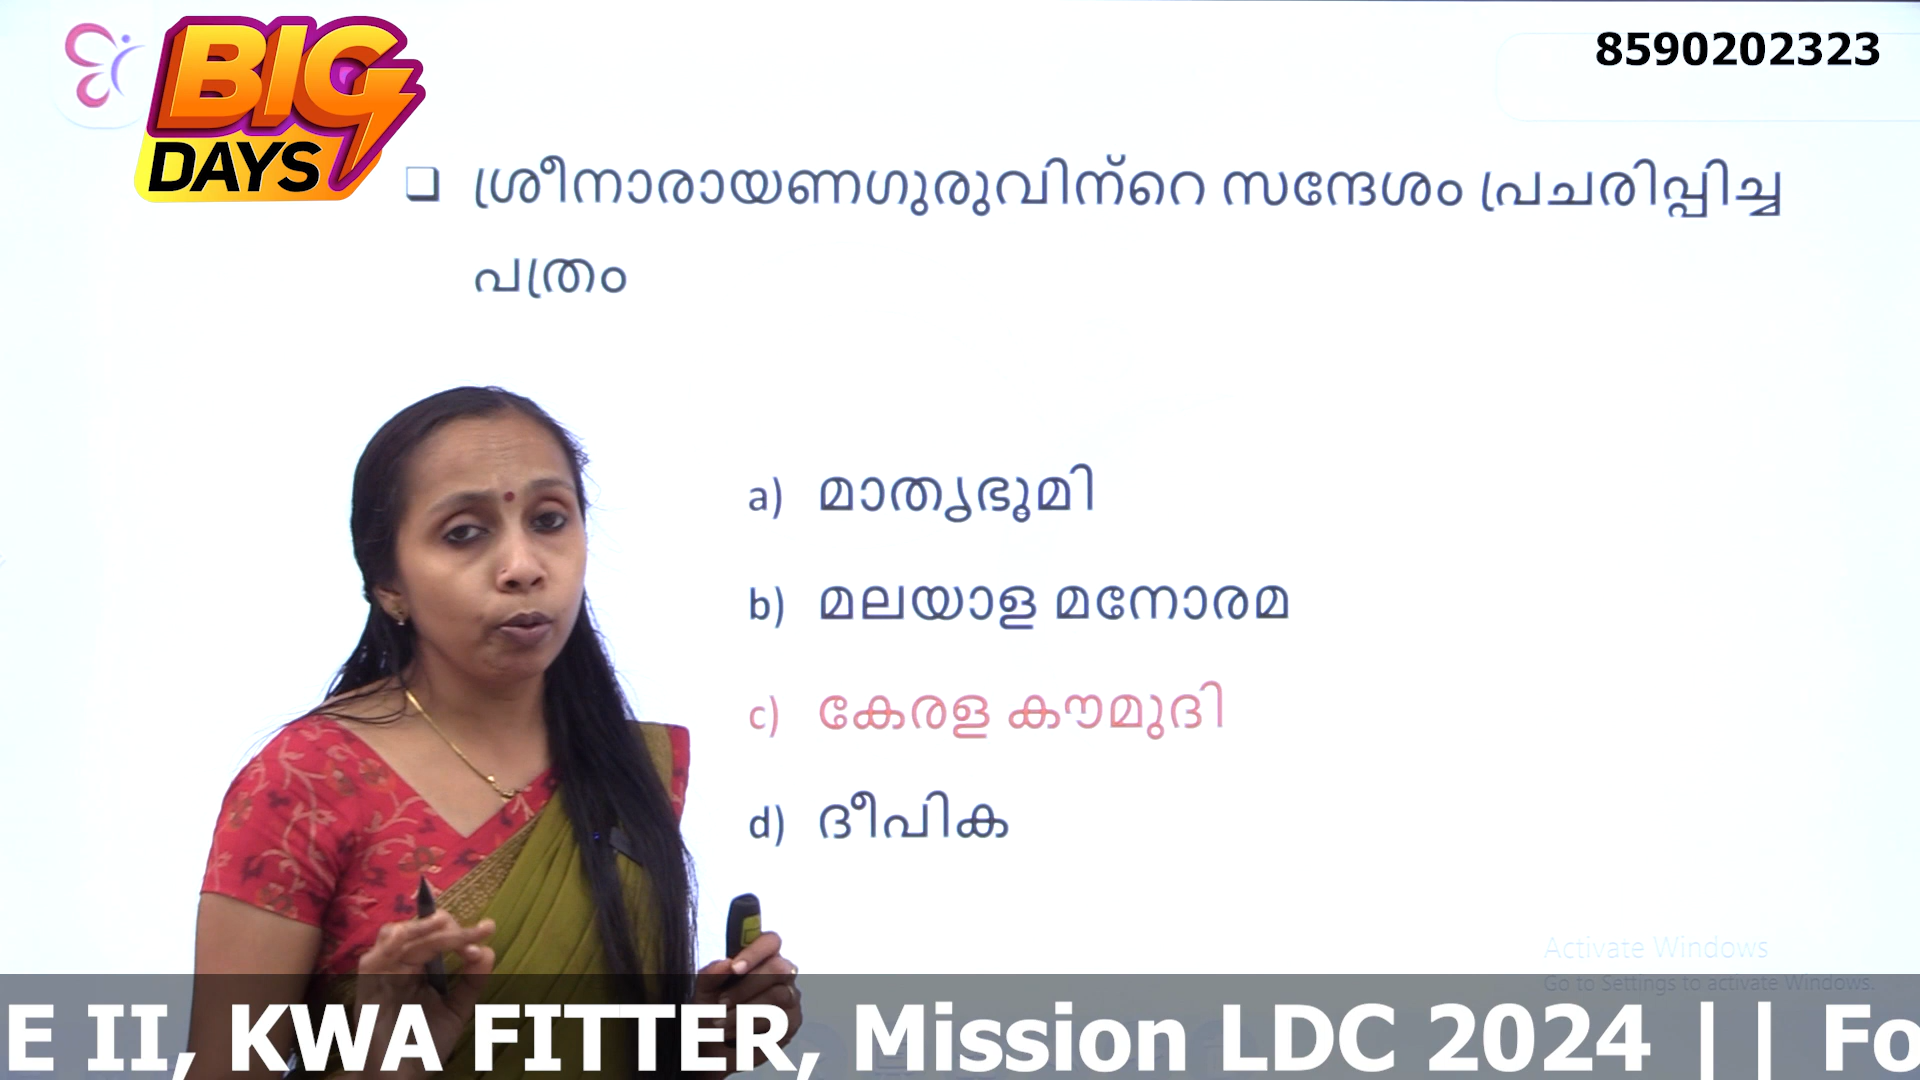 BIG
DAYS
8590202323
❑ ശ്രീനാരായണഗുരുവിന്റെ സന്ദേശം പ്രചരിപ്പിച്ച
പത്രം
a) മാതൃഭൂമി
b) മലയാള മനോരമ
c) കേരള കൗമുദി
d) ദീപിക
Activate Windows
Go to Settings to activate Windows.
E II, KWA FITTER, Mission LDC 2024 || Fo